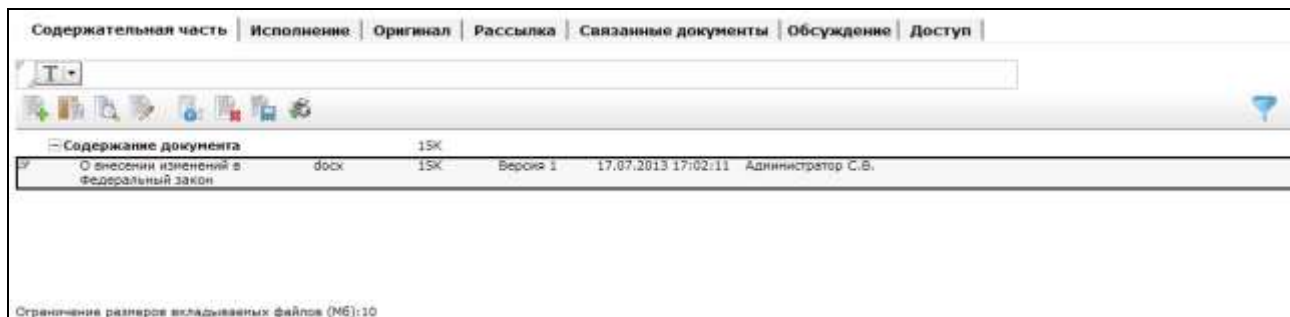 Содержательная часть Исполнение Оригинал Рассылка Связанные документы Обсуждение Доступ
T
Содержание документа 15K
О внесении изменений в docx 15K Версия 1 17.07.2013 17:02:11 Администратор С.В.
Федеральный закон
Ограничение размеров вкладываемых файлов (Мб):10